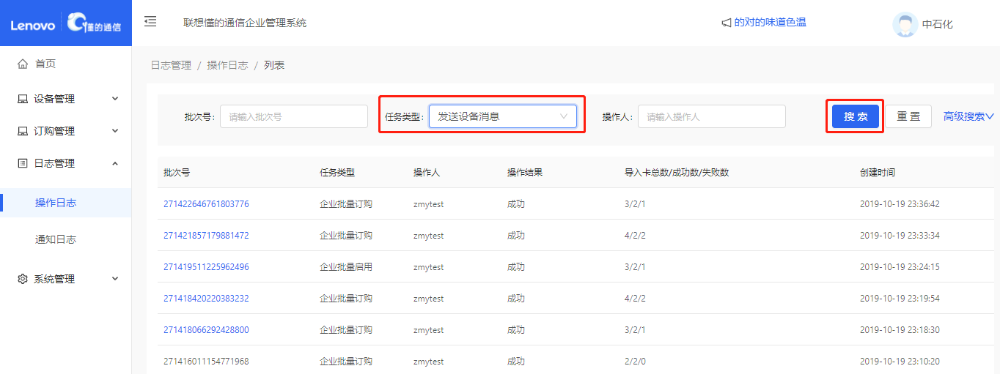 Lenovo 懂的通信
联想懂的通信企业管理系统
的对的味道色温
中石化
首页
设备管理
订购管理
日志管理
操作日志
通知日志
系统管理
日志管理 / 操作日志 / 列表
批次号: 请输入批次号 任务类型: 发送设备消息 操作人: 请输入操作人 搜 索 重 置 高级搜索
批次号 任务类型 操作人 操作结果 导入卡总数/成功数/失败数 创建时间
271422646761803776 企业批量订购 zmytest 成功 3/2/1 2019-10-19 23:36:42
271421857179881472 企业批量订购 zmytest 成功 4/2/2 2019-10-19 23:33:34
271419511225962496 企业批量启用 zmytest 成功 3/2/1 2019-10-19 23:24:15
271418420220383232 企业批量订购 zmytest 成功 4/2/2 2019-10-19 23:19:54
271418066292428800 企业批量订购 zmytest 成功 3/2/1 2019-10-19 23:18:30
271416011154771968 企业批量订购 zmytest 成功 2/2/0 2019-10-19 23:10:20